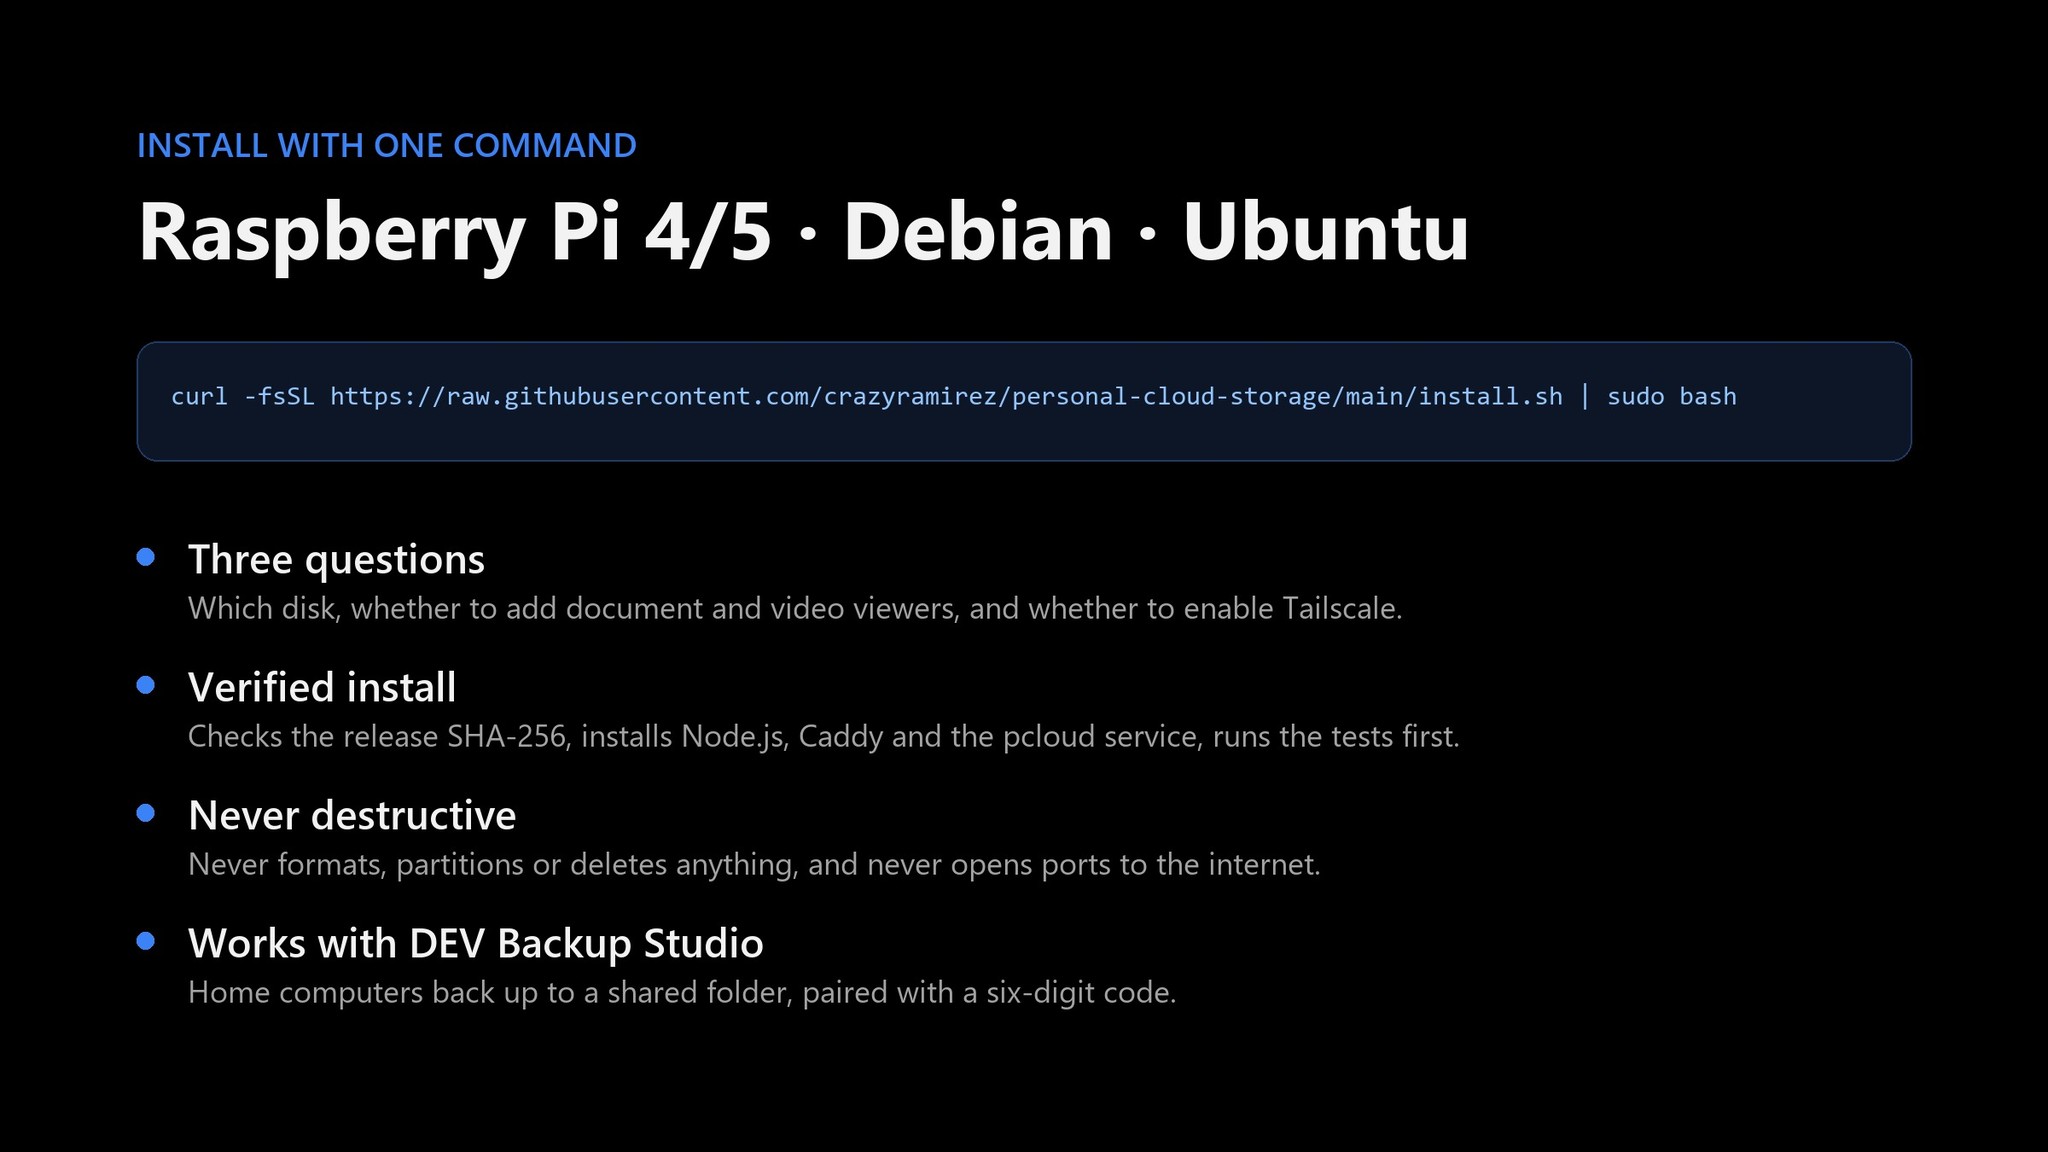 INSTALL WITH ONE COMMAND
Raspberry Pi 4/5 · Debian · Ubuntu
curl -fsSL https://raw.githubusercontent.com/crazyramirez/personal-cloud-storage/main/install.sh | sudo bash
Three questions
Which disk, whether to add document and video viewers, and whether to enable Tailscale.
Verified install
Checks the release SHA-256, installs Node.js, Caddy and the pcloud service, runs the tests first.
Never destructive
Never formats, partitions or deletes anything, and never opens ports to the internet.
Works with DEV Backup Studio
Home computers back up to a shared folder, paired with a six-digit code.